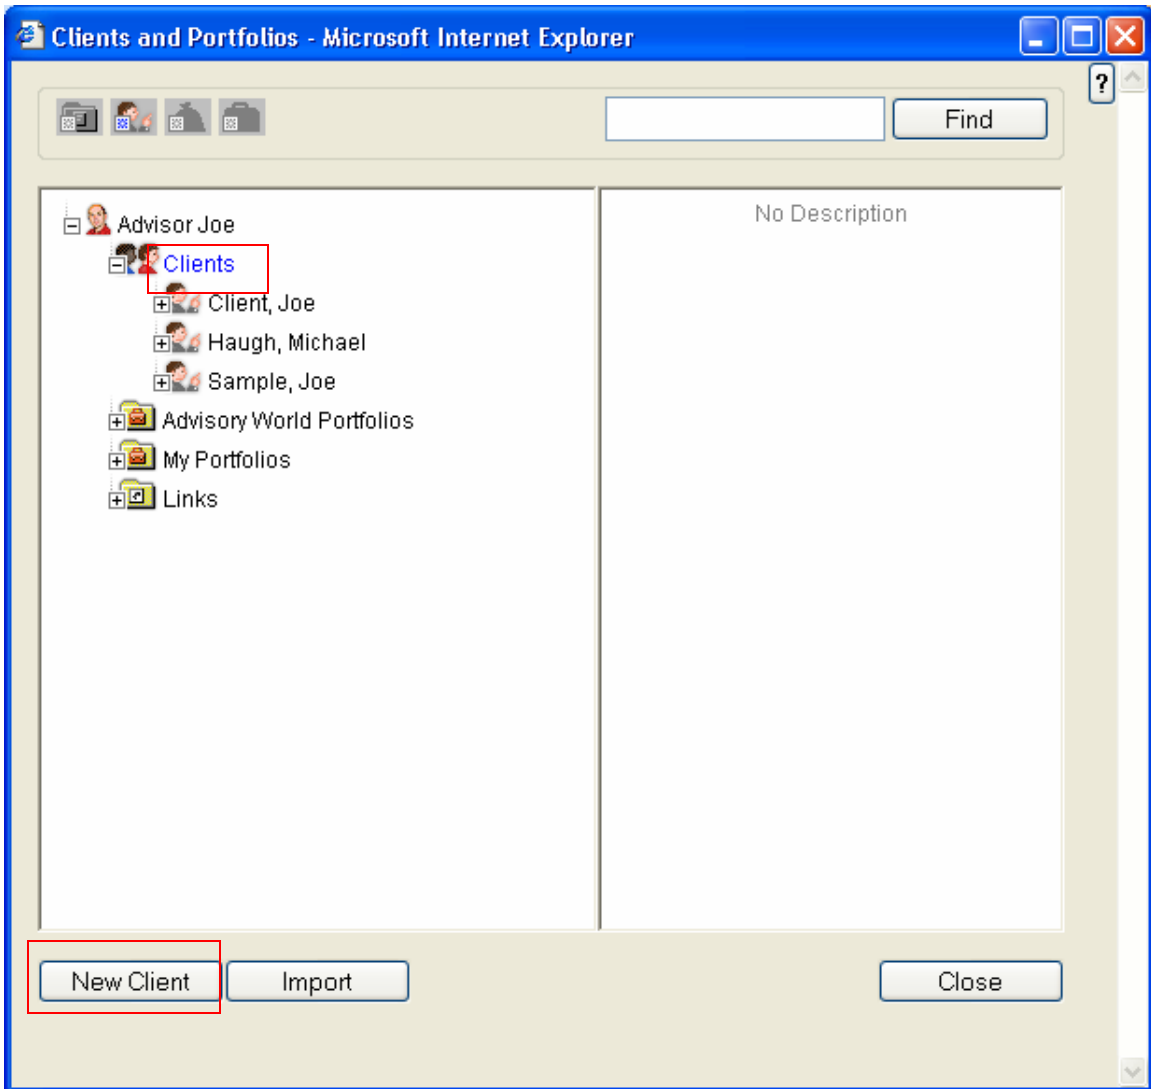 Clients and Portfolios - Microsoft Internet Explorer
?
Find
Advisor Joe
No Description
Clients
Client, Joe
Haugh, Michael
Sample, Joe
Advisory World Portfolios
My Portfolios
Links
New Client
Import
Close